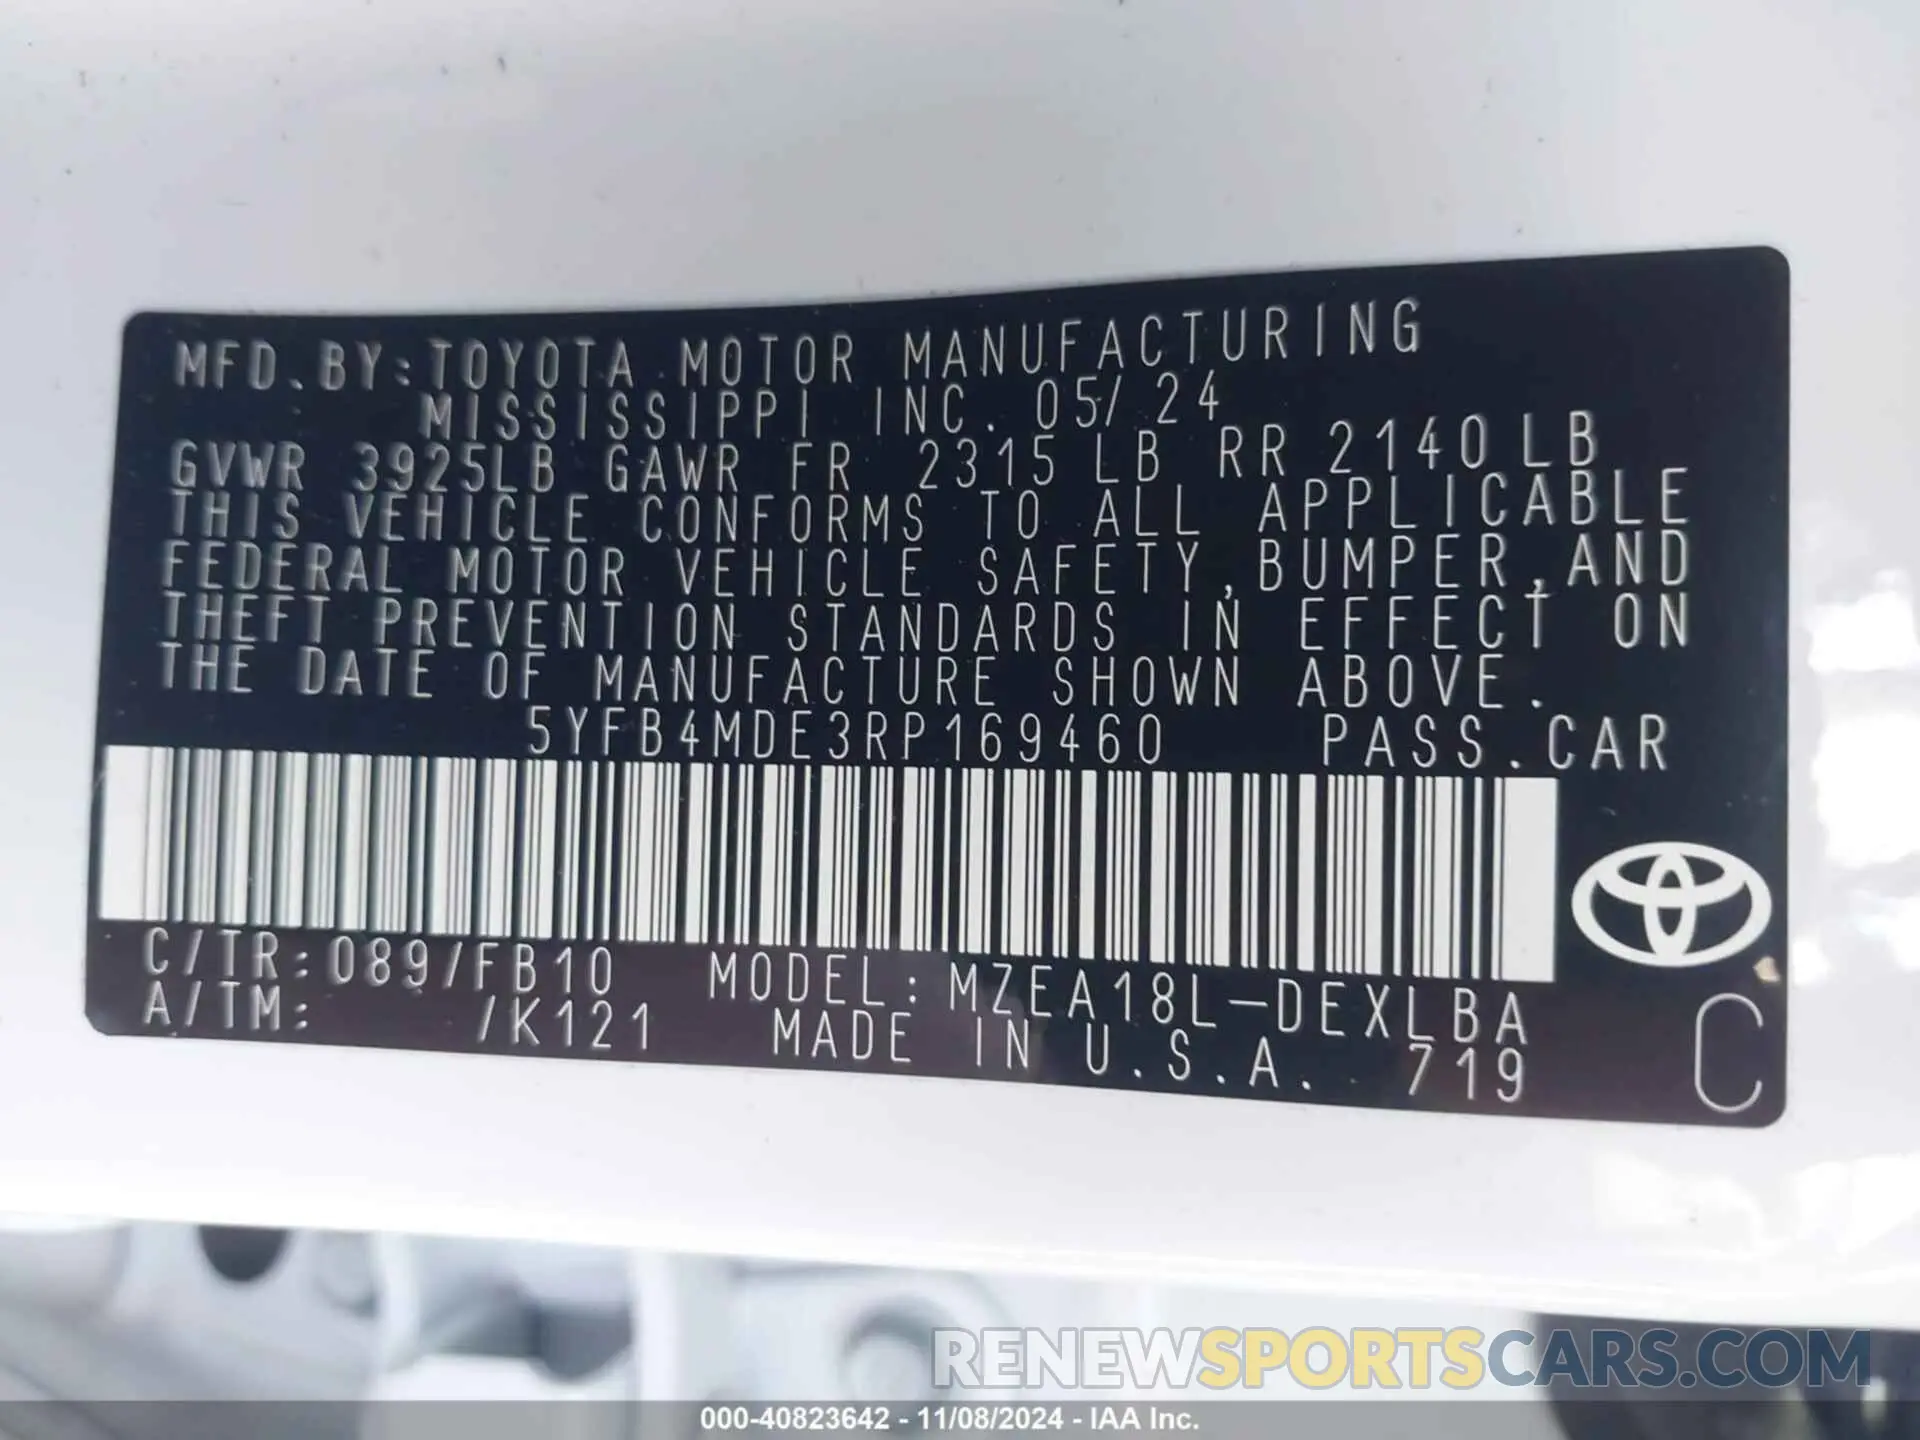 MFD.BY:TOYOTA MOTOR MANUFACTURING
MISSISSIPPI INC. 05/24
GVWR 3925LB GAWR FR 2315LB RR 2140LB
THIS VEHICLE CONFORMS TO ALL APPLICABLE
FEDERAL MOTOR VEHICLE SAFETY,BUMPER,AND
THEFT PREVENTION STANDARDS IN EFFECT ON
THE DATE OF MANUFACTURE SHOWN ABOVE.
5YFB4MDE3RP169460 PASS.CAR
C/TR:089/FB10 MODEL:MZEA18L-DEXLBA
A/TM: /K121 MADE IN U.S.A. 719
C
RENEWSPORTSCARS.COM
000-40823642 - 11/08/2024 - IAA Inc.